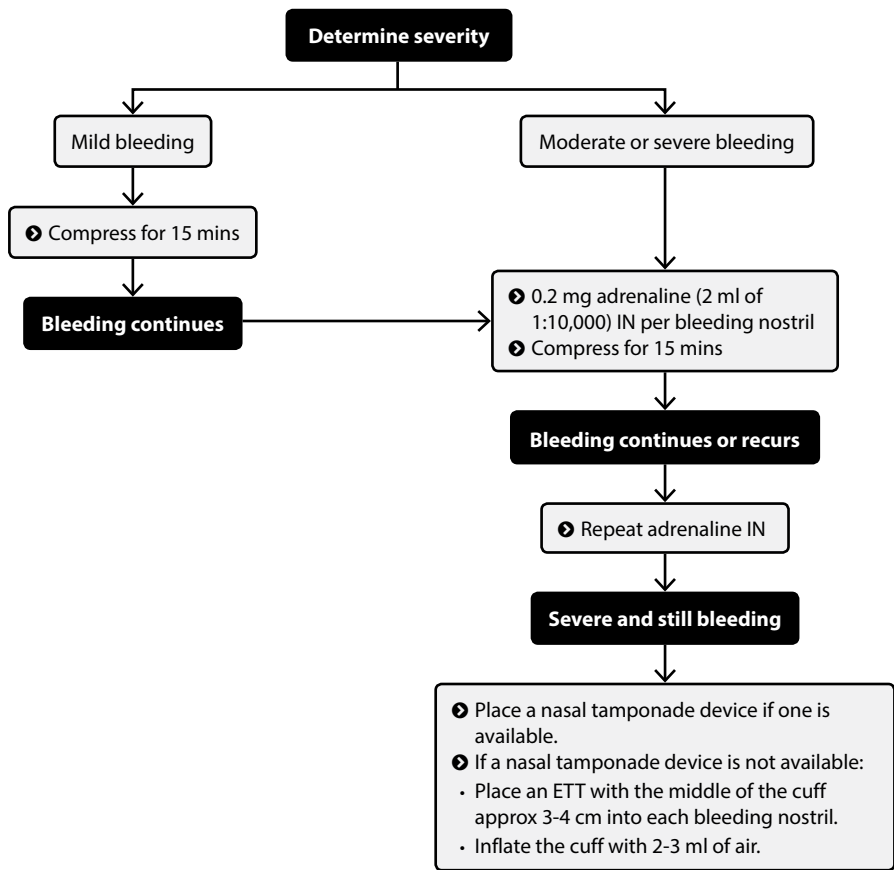 Determine severity
Mild bleeding
Moderate or severe bleeding
Compress for 15 mins
Bleeding continues
0.2 mg adrenaline (2 ml of
1:10,000) IN per bleeding nostril
Compress for 15 mins
Bleeding continues or recurs
Repeat adrenaline IN
Severe and still bleeding
Place a nasal tamponade device if one is
available.
If a nasal tamponade device is not available:
• Place an ETT with the middle of the cuff
approx 3-4 cm into each bleeding nostril.
• Inflate the cuff with 2-3 ml of air.